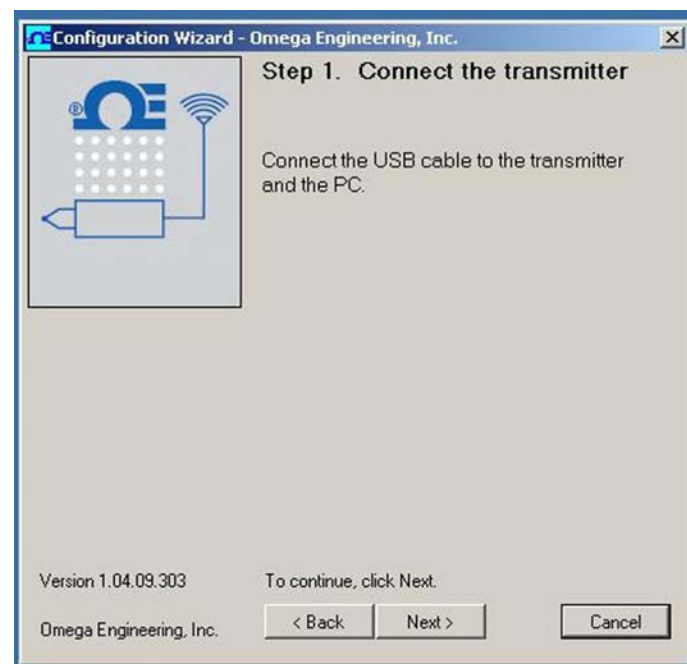 Configuration Wizard - Omega Engineering, Inc.
Step 1. Connect the transmitter
Connect the USB cable to the transmitter
and the PC.
Version 1.04.09.303
To continue, click Next.
Omega Engineering, Inc.
< Back
Next >
Cancel